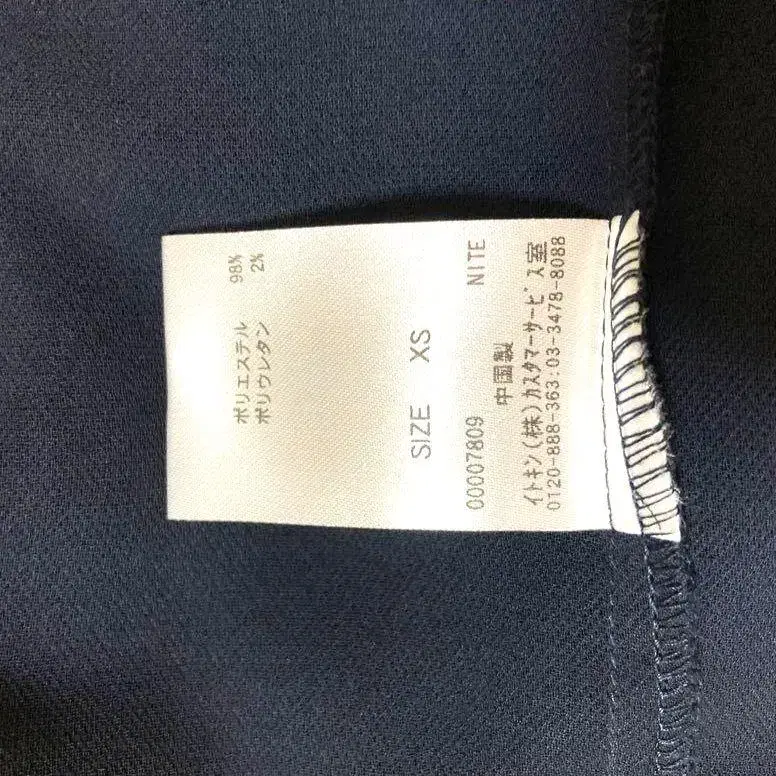 ポリエステル 98%
ポリウレタン 2%
SIZE XS
00007809 NITE
中国製
イトキン(株)カスタマーサービス室
0120-888-363:03-3478-8088